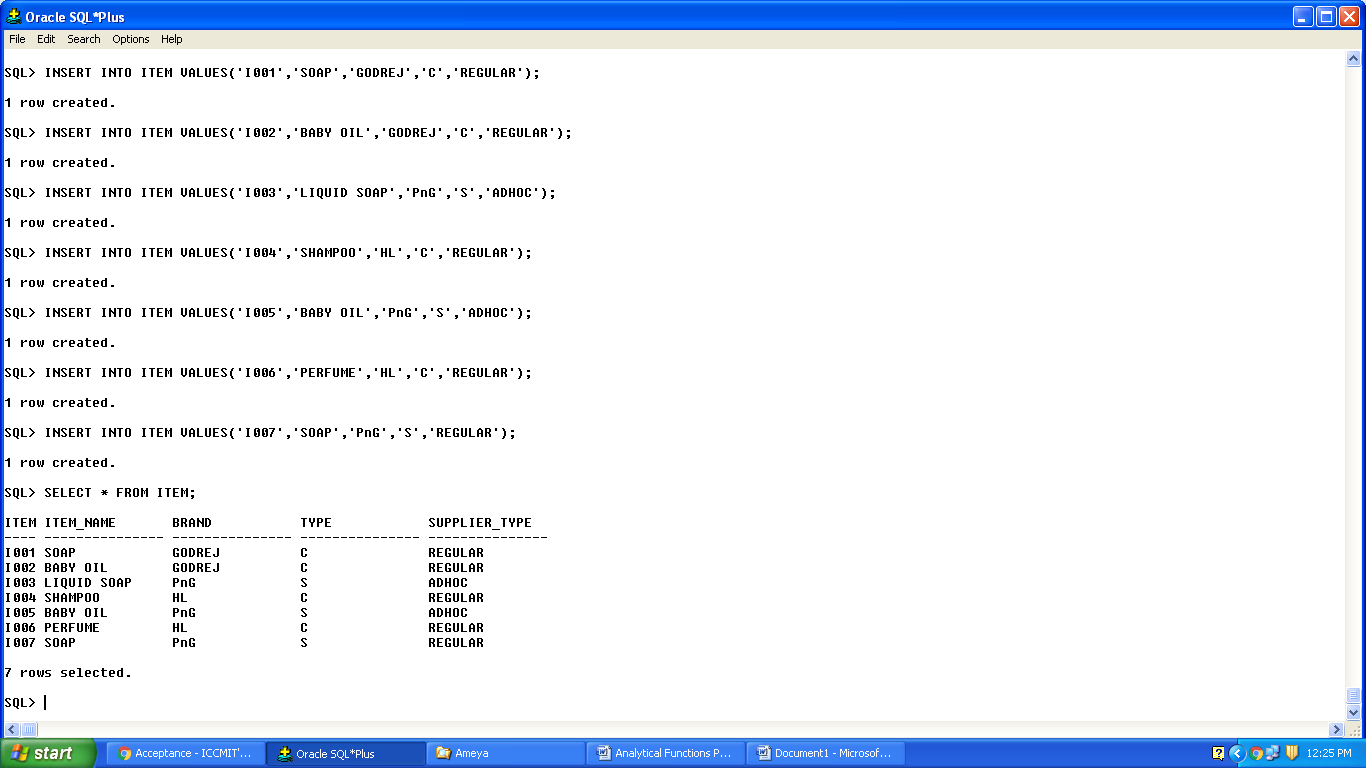 Oracle SQL*Plus
File Edit Search Options Help
SQL> INSERT INTO ITEM VALUES('I001','SOAP','GODREJ','C','REGULAR');
1 row created.
SQL> INSERT INTO ITEM VALUES('I002','BABY OIL','GODREJ','C','REGULAR');
1 row created.
SQL> INSERT INTO ITEM VALUES('I003','LIQUID SOAP','PnG','S','ADHOC');
1 row created.
SQL> INSERT INTO ITEM VALUES('I004','SHAMPOO','HL','C','REGULAR');
1 row created.
SQL> INSERT INTO ITEM VALUES('I005','BABY OIL','PnG','S','ADHOC');
1 row created.
SQL> INSERT INTO ITEM VALUES('I006','PERFUME','HL','C','REGULAR');
1 row created.
SQL> INSERT INTO ITEM VALUES('I007','SOAP','PnG','S','REGULAR');
1 row created.
SQL> SELECT * FROM ITEM;
ITEM ITEM_NAME       BRAND           TYPE            SUPPLIER_TYPE
---- --------------- --------------- --------------- ---------------
I001 SOAP            GODREJ          C               REGULAR
I002 BABY OIL        GODREJ          C               REGULAR
I003 LIQUID SOAP     PnG             S               ADHOC
I004 SHAMPOO         HL              C               REGULAR
I005 BABY OIL        PnG             S               ADHOC
I006 PERFUME         HL              C               REGULAR
I007 SOAP            PnG             S               REGULAR
7 rows selected.
SQL>
start Acceptance - ICCMIT'... Oracle SQL*Plus Ameya Analytical Functions P... Document1 - Microsof... 12:25 PM